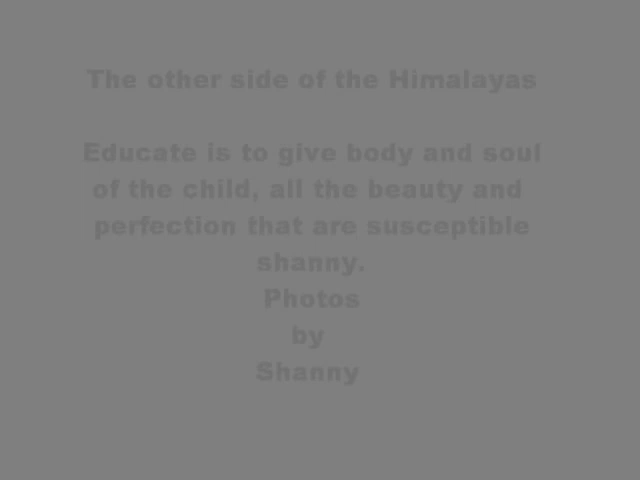 The other side of the Himalayas
Educate is to give body and soul
of the child, all the beauty and
perfection that are susceptible
shanny.
Photos
by
Shanny